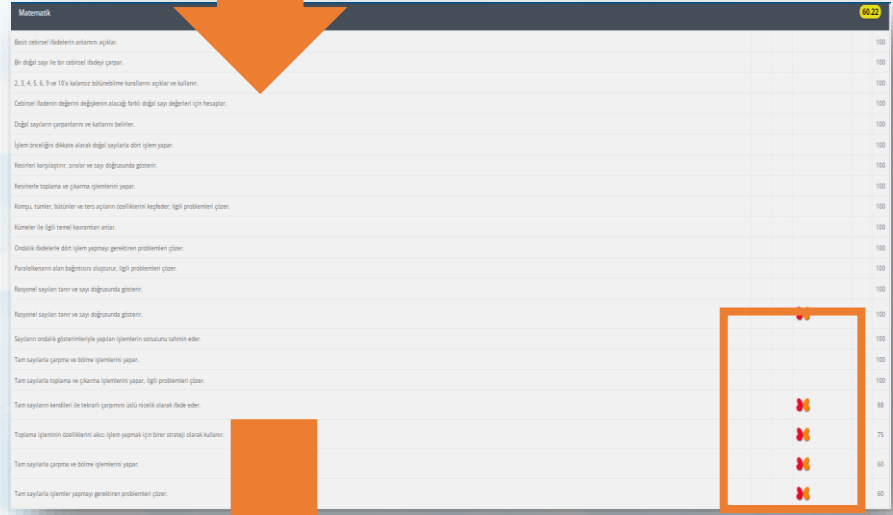 Matematik 60.22
Basit cebirsel ifadelerin anlamını açıklar. 100
Bir doğal sayı ile bir cebirsel ifadeyi çarpar. 100
2, 3, 4, 5, 6, 9 ve 10'a kalansız bölünebilme kurallarını açıklar ve kullanır. 100
Cebirsel ifadenin değerini değişkenin alacağı farklı doğal sayı değerleri için hesaplar. 100
Doğal sayıların çarpanlarını ve katlarını belirler. 100
İşlem önceliğini dikkate alarak doğal sayılarla dört işlem yapar. 100
Kesirleri karşılaştırır, sıralar ve sayı doğrusunda gösterir. 100
Kesirlerle toplama ve çıkarma işlemlerini yapar. 100
Komşu, tümler, bütünler ve ters açıların özelliklerini keşfeder; ilgili problemleri çözer. 100
Kümeler ile ilgili temel kavramları anlar. 100
Ondalık ifadelerle dört işlem yapmayı gerektiren problemleri çözer. 100
Paralelkenarın alan bağıntısını oluşturur, ilgili problemleri çözer. 100
Rasyonel sayıları tanır ve sayı doğrusunda gösterir. 100
Rasyonel sayıları tanır ve sayı doğrusunda gösterir. 100
Sayıların ondalık gösterimleriyle yapılan işlemlerin sonucunu tahmin eder. 100
Tam sayılarla çarpma ve bölme işlemlerini yapar. 100
Tam sayılarla toplama ve çıkarma işlemlerini yapar, ilgili problemleri çözer. 100
Tam sayıların kendileri ile tekrarlı çarpımını üslü nicelik olarak ifade eder. 88
Toplama işleminin özelliklerini akıcı işlem yapmak için birer strateji olarak kullanır. 75
Tam sayılarla çarpma ve bölme işlemlerini yapar. 60
Tam sayılarla işlemler yapmayı gerektiren problemleri çözer. 60